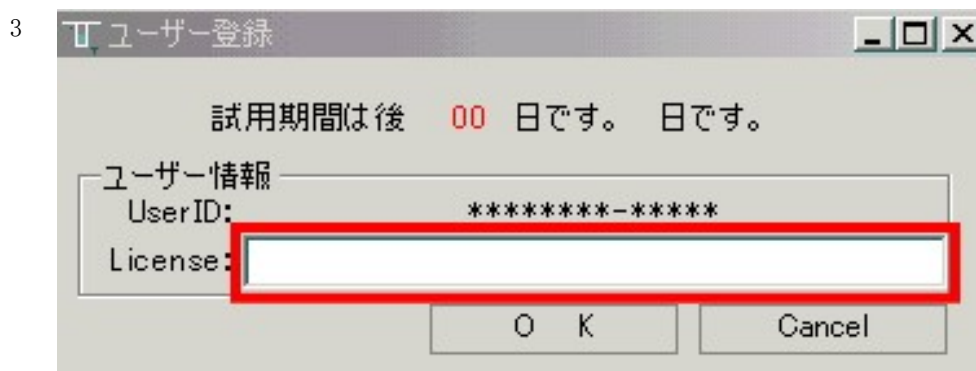 3
ユーザー登録
試用期間は後 00 日です。 日です。
ユーザー情報
UserID: ********-*****
License:
O K
Cancel